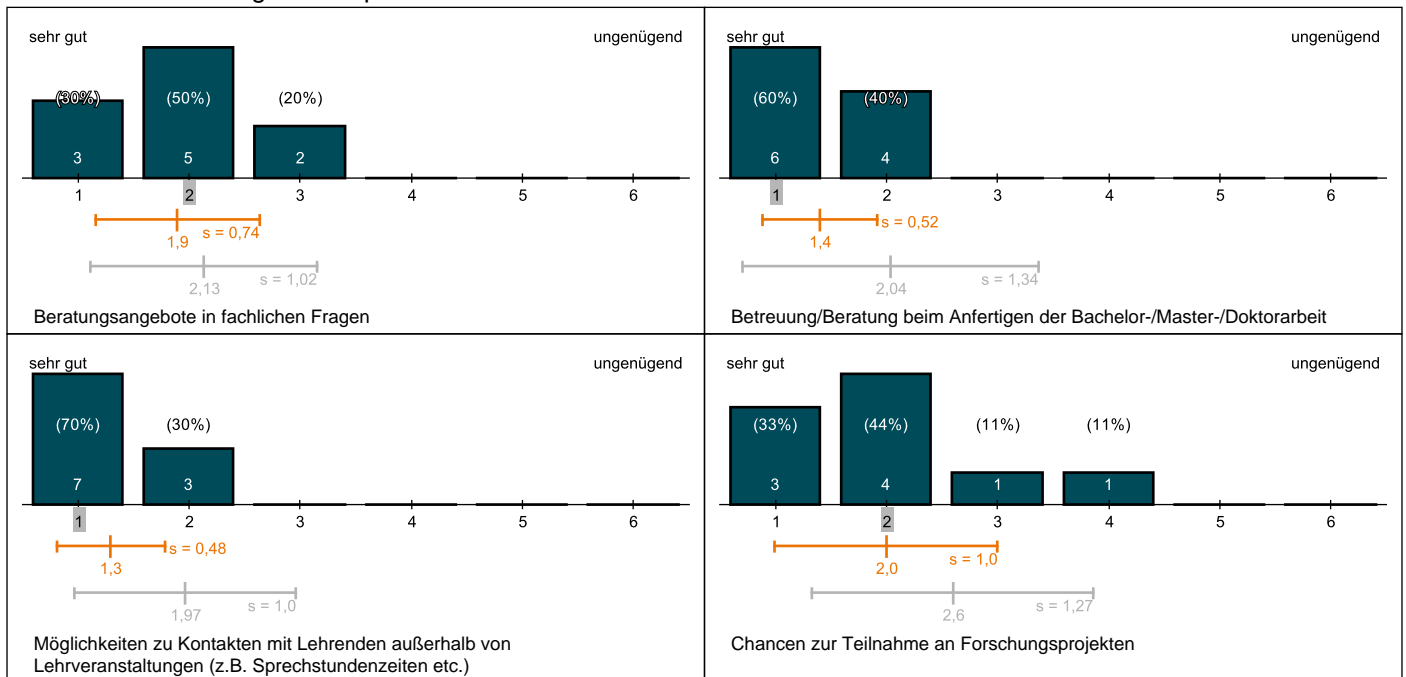 sehr gut
ungenügend
(30%)
(50%)
(20%)
3
5
2
1
2
3
4
5
6
1,9
s = 0,74
2,13
s = 1,02
Beratungsangebote in fachlichen Fragen
sehr gut
ungenügend
(60%)
(40%)
6
4
1
2
3
4
5
6
s = 0,52
1,4
s = 1,34
2,04
Betreuung/Beratung beim Anfertigen der Bachelor-/Master-/Doktorarbeit
sehr gut
ungenügend
(70%)
(30%)
7
3
1
2
3
4
5
6
s = 0,48
1,3
s = 1,0
1,97
Möglichkeiten zu Kontakten mit Lehrenden außerhalb von
Lehrveranstaltungen (z.B. Sprechstundenzeiten etc.)
sehr gut
ungenügend
(33%)
(44%)
(11%)
(11%)
3
4
1
1
1
2
3
4
5
6
s = 1,0
2,0
s = 1,27
2,6
Chancen zur Teilnahme an Forschungsprojekten